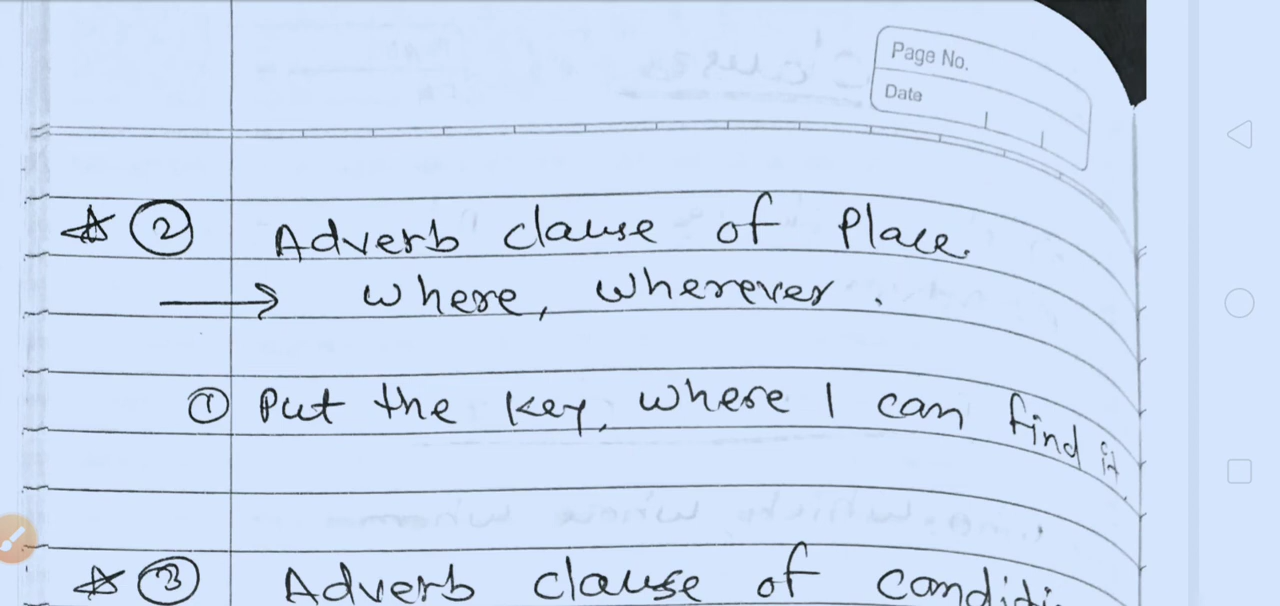 Page No.
Date
☆ ② Adverb clause of Place.
→ where, wherever.
① Put the key, where I can find it.
☆ ③ Adverb clause of conditi